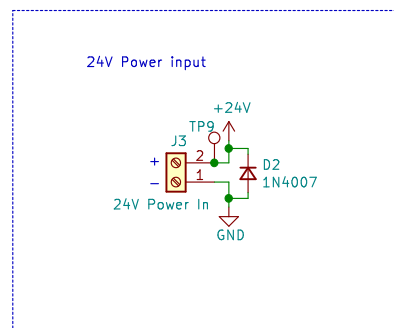 24V Power input
+24V
TP9
J3
+ 2
- 1
D2
1N4007
24V Power In
GND